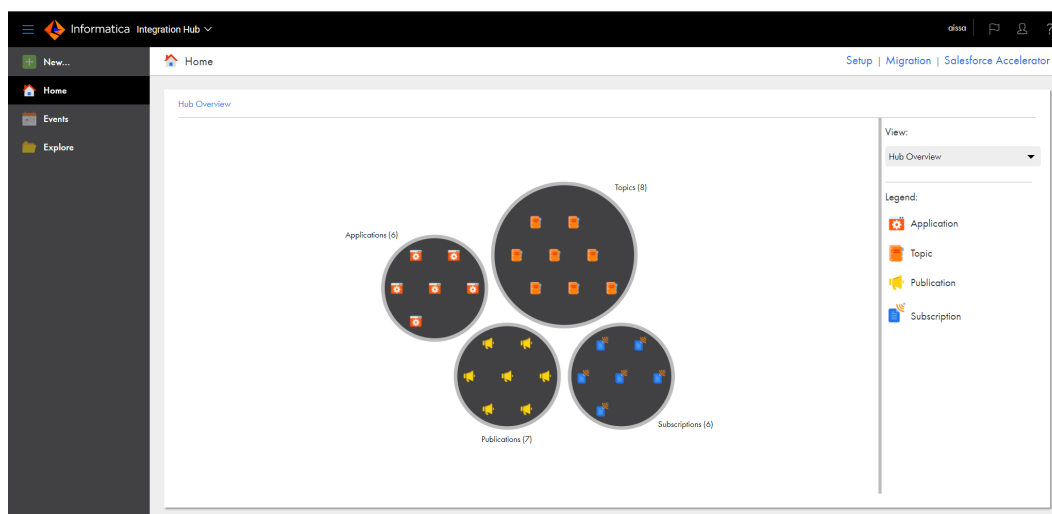 Informatica Integration Hub
aissa
?
New...
Home
Setup | Migration | Salesforce Accelerator
Home
Events
Explore
Hub Overview
View:
Hub Overview
Legend:
Application
Topic
Publication
Subscription
Topics (8)
Applications (6)
Publications (7)
Subscriptions (6)